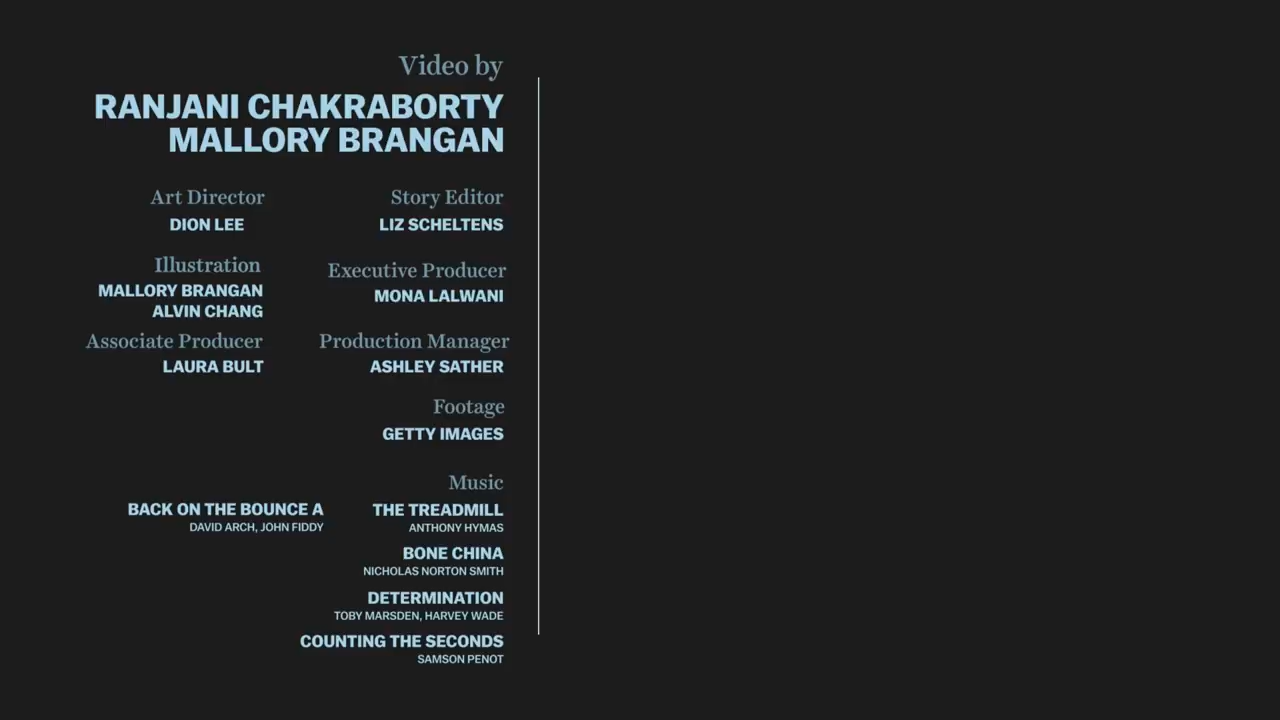 Video by
RANJANI CHAKRABORTY
MALLORY BRANGAN
Art Director
DION LEE
Story Editor
LIZ SCHELTENS
Illustration
MALLORY BRANGAN
ALVIN CHANG
Executive Producer
MONA LALWANI
Associate Producer
LAURA BULT
Production Manager
ASHLEY SATHER
Footage
GETTY IMAGES
Music
BACK ON THE BOUNCE A
DAVID ARCH, JOHN FIDDY
THE TREADMILL
ANTHONY HYMAS
BONE CHINA
NICHOLAS NORTON SMITH
DETERMINATION
TOBY MARSDEN, HARVEY WADE
COUNTING THE SECONDS
SAMSON PENOT